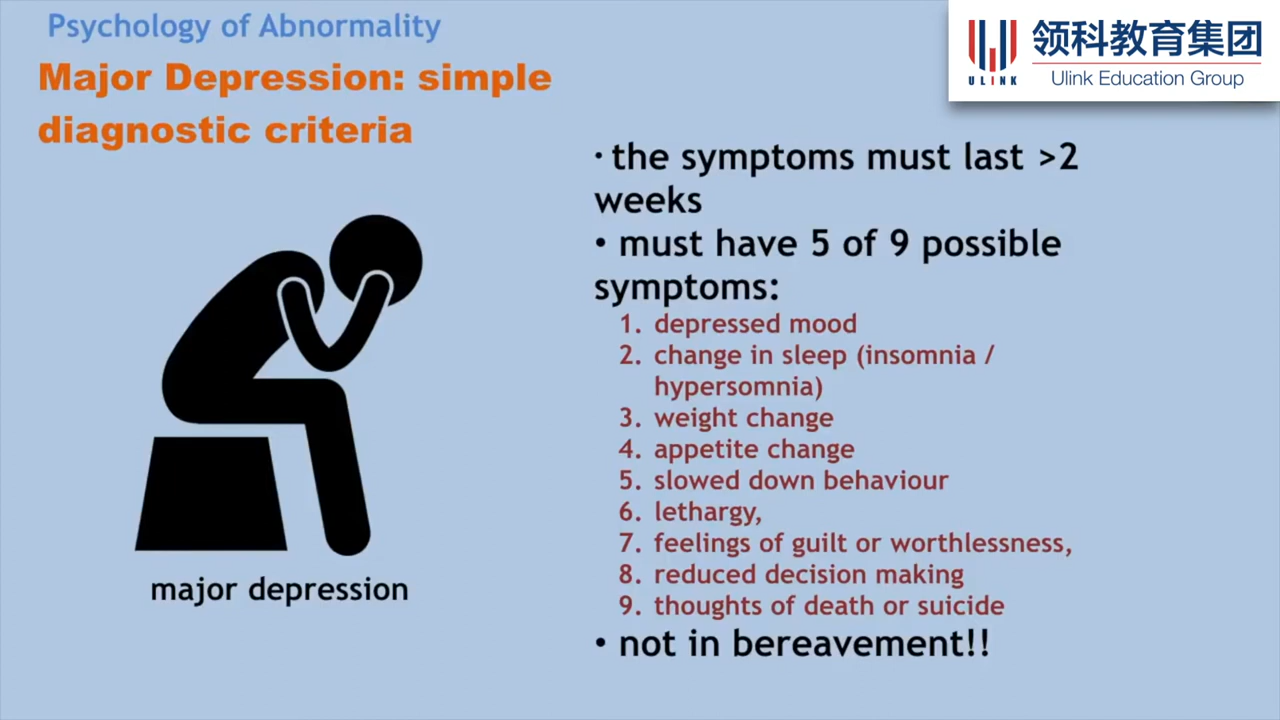 Psychology of Abnormality
Major Depression: simple
diagnostic criteria
ULINK
领科教育集团
Ulink Education Group
• the symptoms must last >2
weeks
• must have 5 of 9 possible
symptoms:
1. depressed mood
2. change in sleep (insomnia /
hypersomnia)
3. weight change
4. appetite change
5. slowed down behaviour
6. lethargy,
7. feelings of guilt or worthlessness,
8. reduced decision making
9. thoughts of death or suicide
• not in bereavement!!
major depression